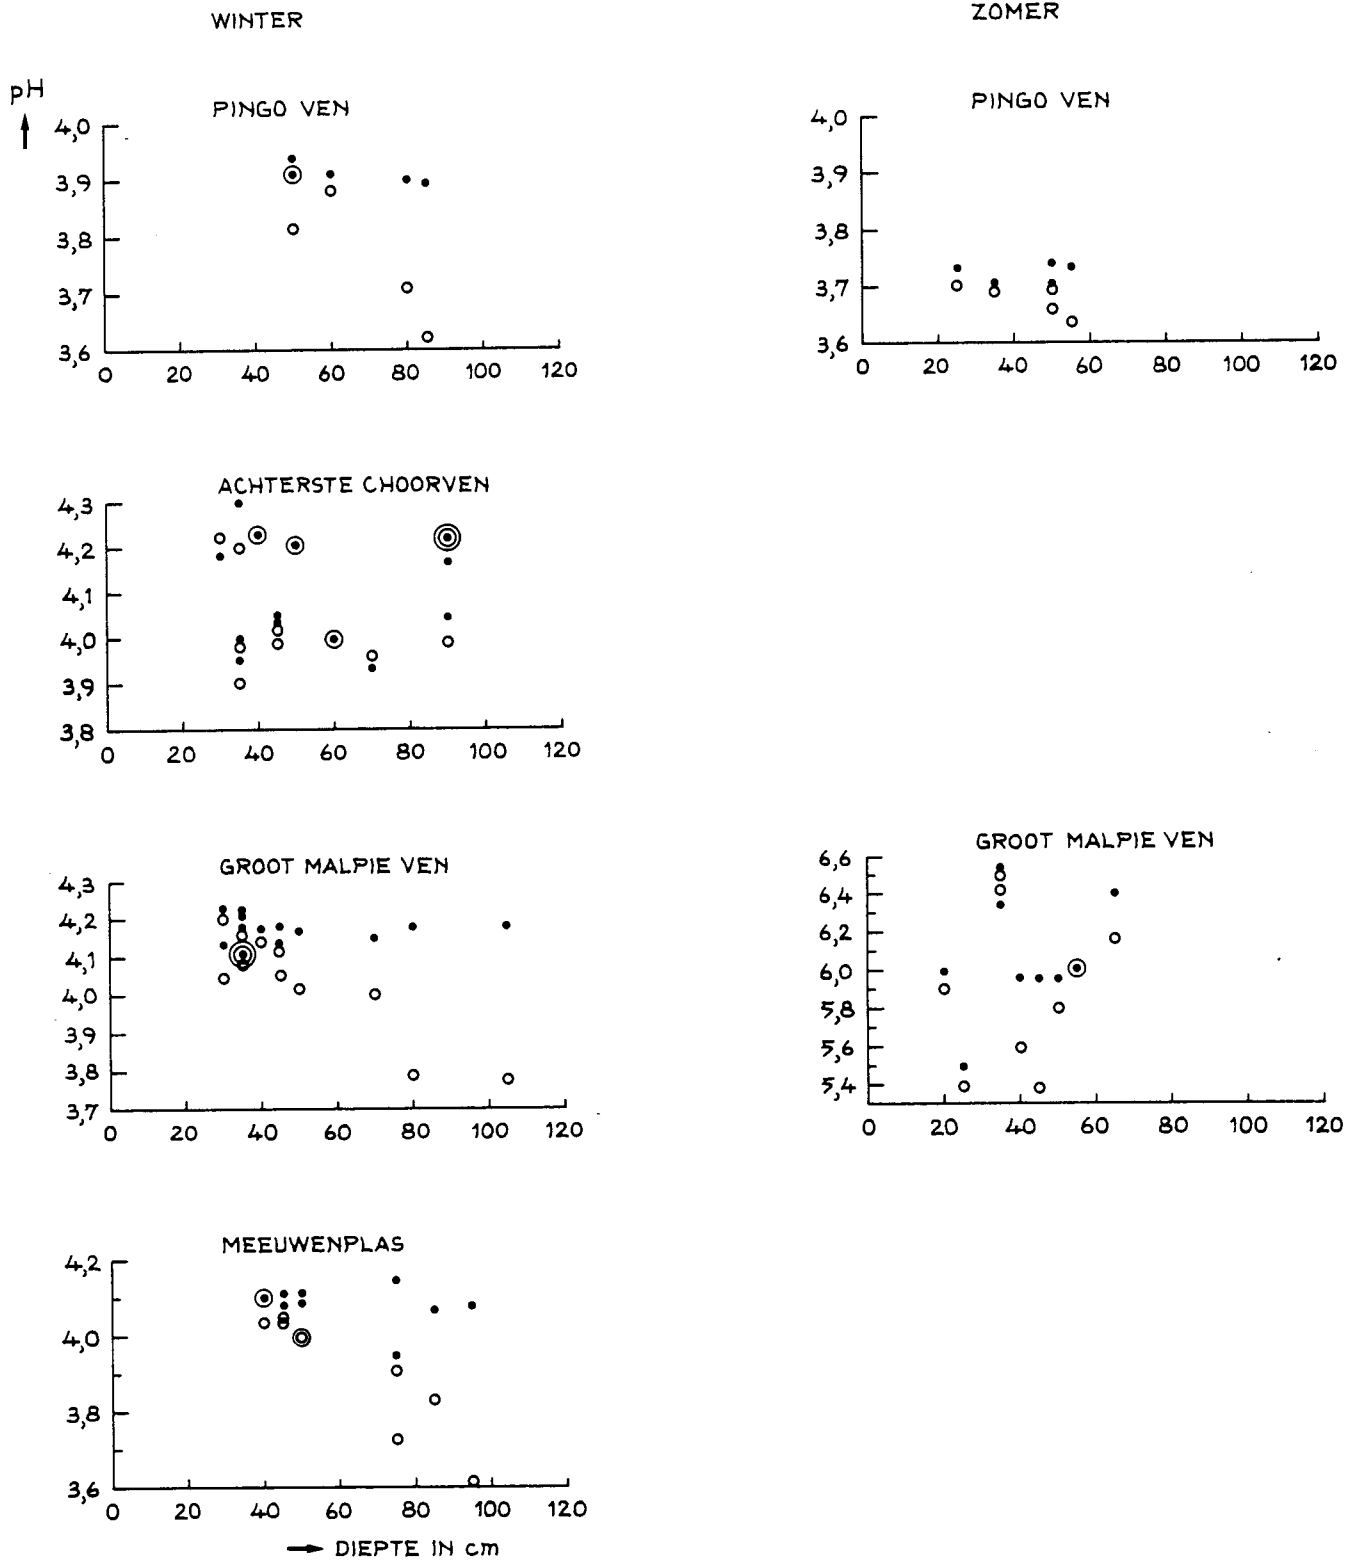 WINTER
ZOMER
pH
PINGO VEN
4,0
3,9
3,8
3,7
3,6
0 20 40 60 80 100 120
PINGO VEN
4,0
3,9
3,8
3,7
3,6
0 20 40 60 80 100 120
ACHTERSTE CHOORVEN
4,3
4,2
4,1
4,0
3,9
3,8
0 20 40 60 80 100 120
GROOT MALPIE VEN
4,3
4,2
4,1
4,0
3,9
3,8
3,7
0 20 40 60 80 100 120
GROOT MALPIE VEN
6,6
6,4
6,2
6,0
5,8
5,6
5,4
0 20 40 60 80 100 120
MEEUWENPLAS
4,2
4,0
3,8
3,6
0 20 40 60 80 100 120
DIEPTE IN cm